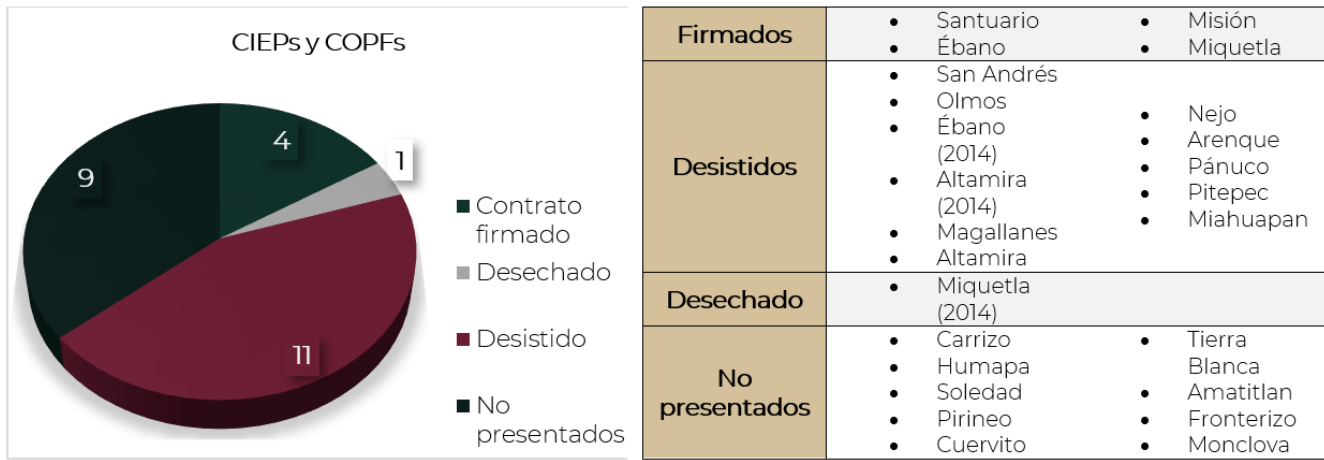 CIEPs y COPFs
4
1
9
11
Contrato
firmado
Desechado
Desistido
No
presentados
Firmados
• Santuario
• Ébano
• Misión
• Miquetla
Desistidos
• San Andrés
• Olmos
• Ébano
(2014)
• Altamira
(2014)
• Magallanes
• Altamira
• Nejo
• Arenque
• Pánuco
• Pitepec
• Miahuapan
Desechado
• Miquetla
(2014)
No
presentados
• Carrizo
• Humapa
• Soledad
• Pirineo
• Cuervito
• Tierra
Blanca
• Amatitlan
• Fronterizo
• Monclova